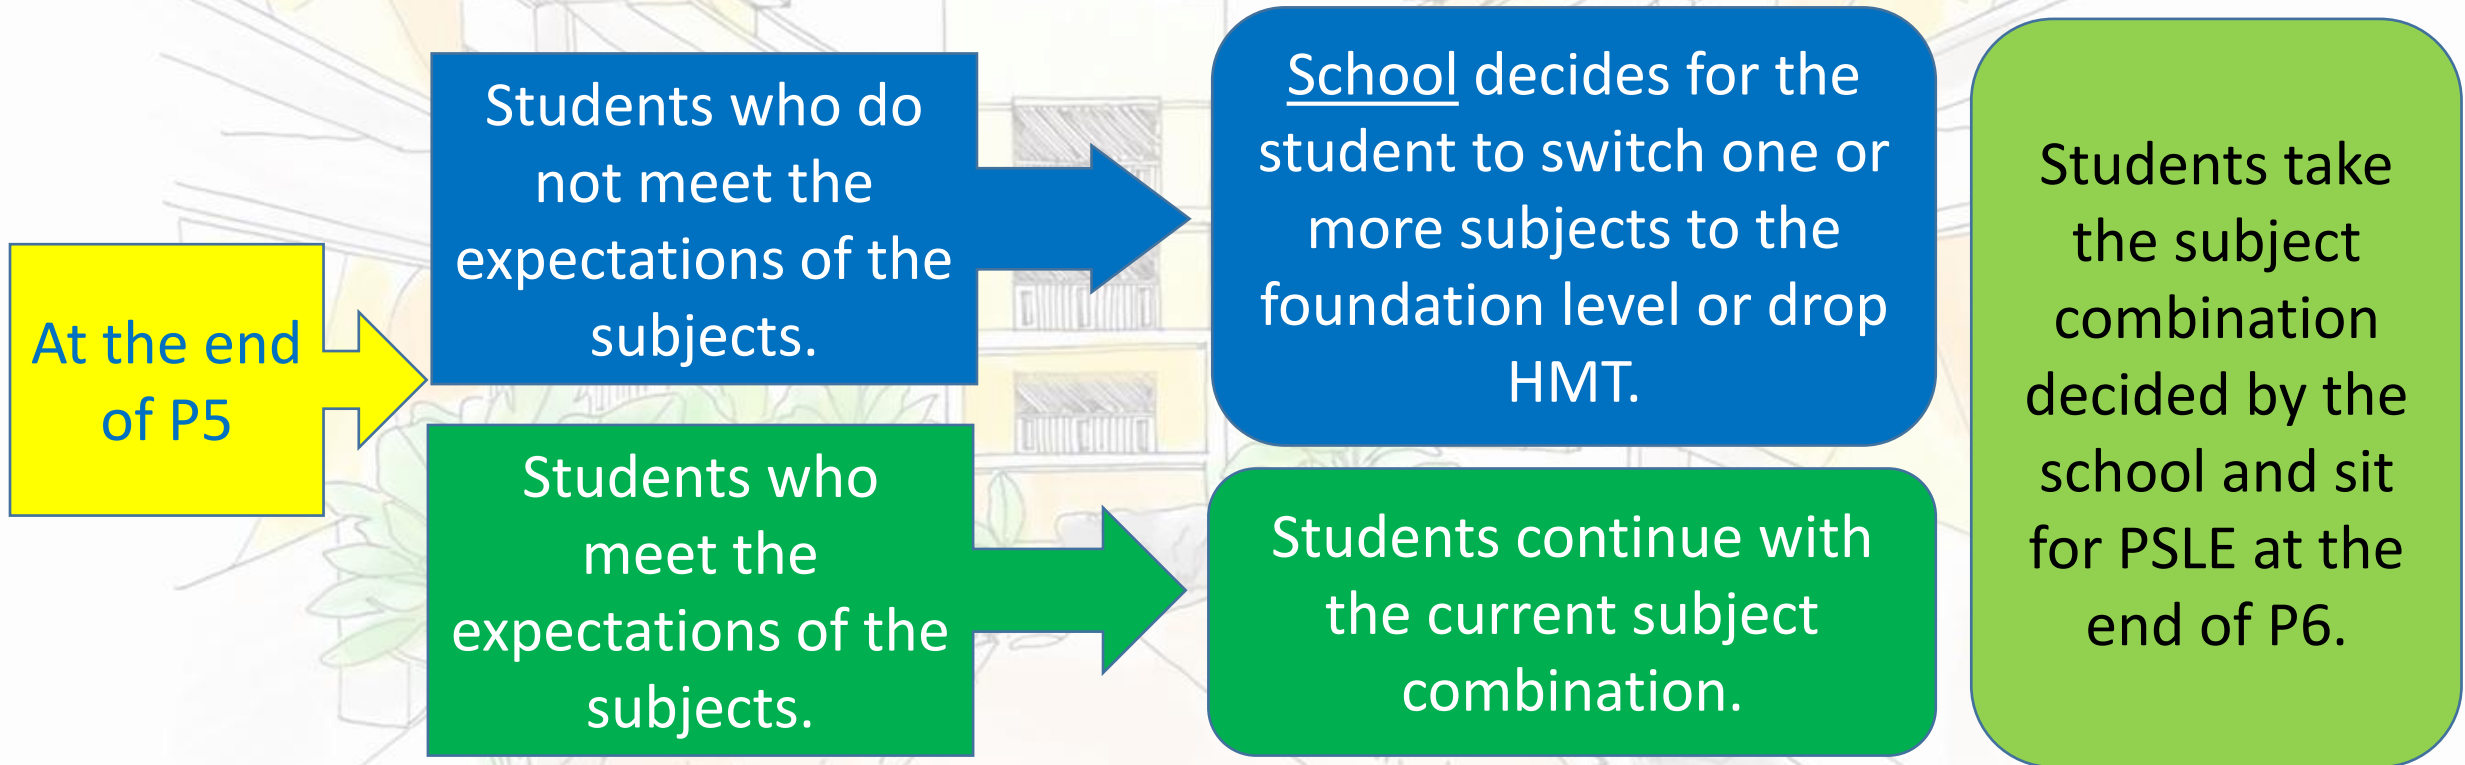 At the end
of P5
Students who do
not meet the
expectations of the
subjects.
School decides for the
student to switch one or
more subjects to the
foundation level or drop
HMT.
Students who
meet the
expectations of the
subjects.
Students continue with
the current subject
combination.
Students take
the subject
combination
decided by the
school and sit
for PSLE at the
end of P6.